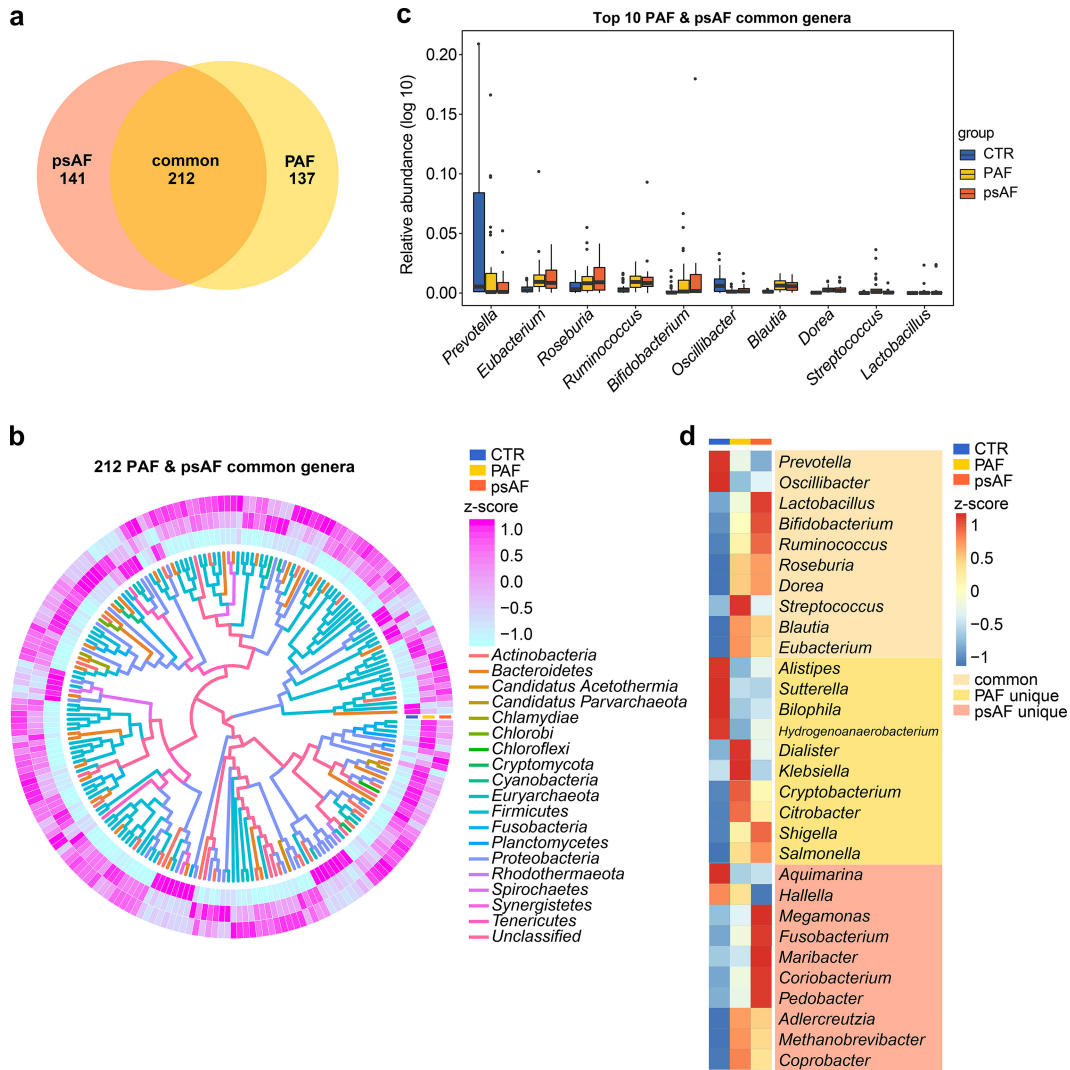 a
psAF
141
common
212
PAF
137
c
Top 10 PAF & psAF common genera
Relative abundance (log 10)
0.20
0.15
0.10
0.05
0.00
Prevotella
Eubacterium
Roseburia
Ruminococcus
Bifidobacterium
Oscillibacter
Blautia
Dorea
Streptococcus
Lactobacillus
group
CTR
PAF
psAF
b
212 PAF & psAF common genera
CTR
PAF
psAF
z-score
1.0
0.5
0.0
−0.5
−1.0
Actinobacteria
Bacteroidetes
Candidatus Acetothermia
Candidatus Parvarchaeota
Chlamydiae
Chlorobi
Chloroflexi
Cryptomycota
Cyanobacteria
Euryarchaeota
Firmicutes
Fusobacteria
Planctomycetes
Proteobacteria
Rhodothermaeota
Spirochaetes
Synergistetes
Tenericutes
Unclassified
d
Prevotella
Oscillibacter
Lactobacillus
Bifidobacterium
Ruminococcus
Roseburia
Dorea
Streptococcus
Blautia
Eubacterium
Alistipes
Sutterella
Bilophila
Hydrogenoanaerobacterium
Dialister
Klebsiella
Cryptobacterium
Citrobacter
Shigella
Salmonella
Aquimarina
Hallella
Megamonas
Fusobacterium
Maribacter
Coriobacterium
Pedobacter
Adlercreutzia
Methanobrevibacter
Coprobacter
CTR
PAF
psAF
z-score
1
0.5
0
−0.5
−1
common
PAF unique
psAF unique